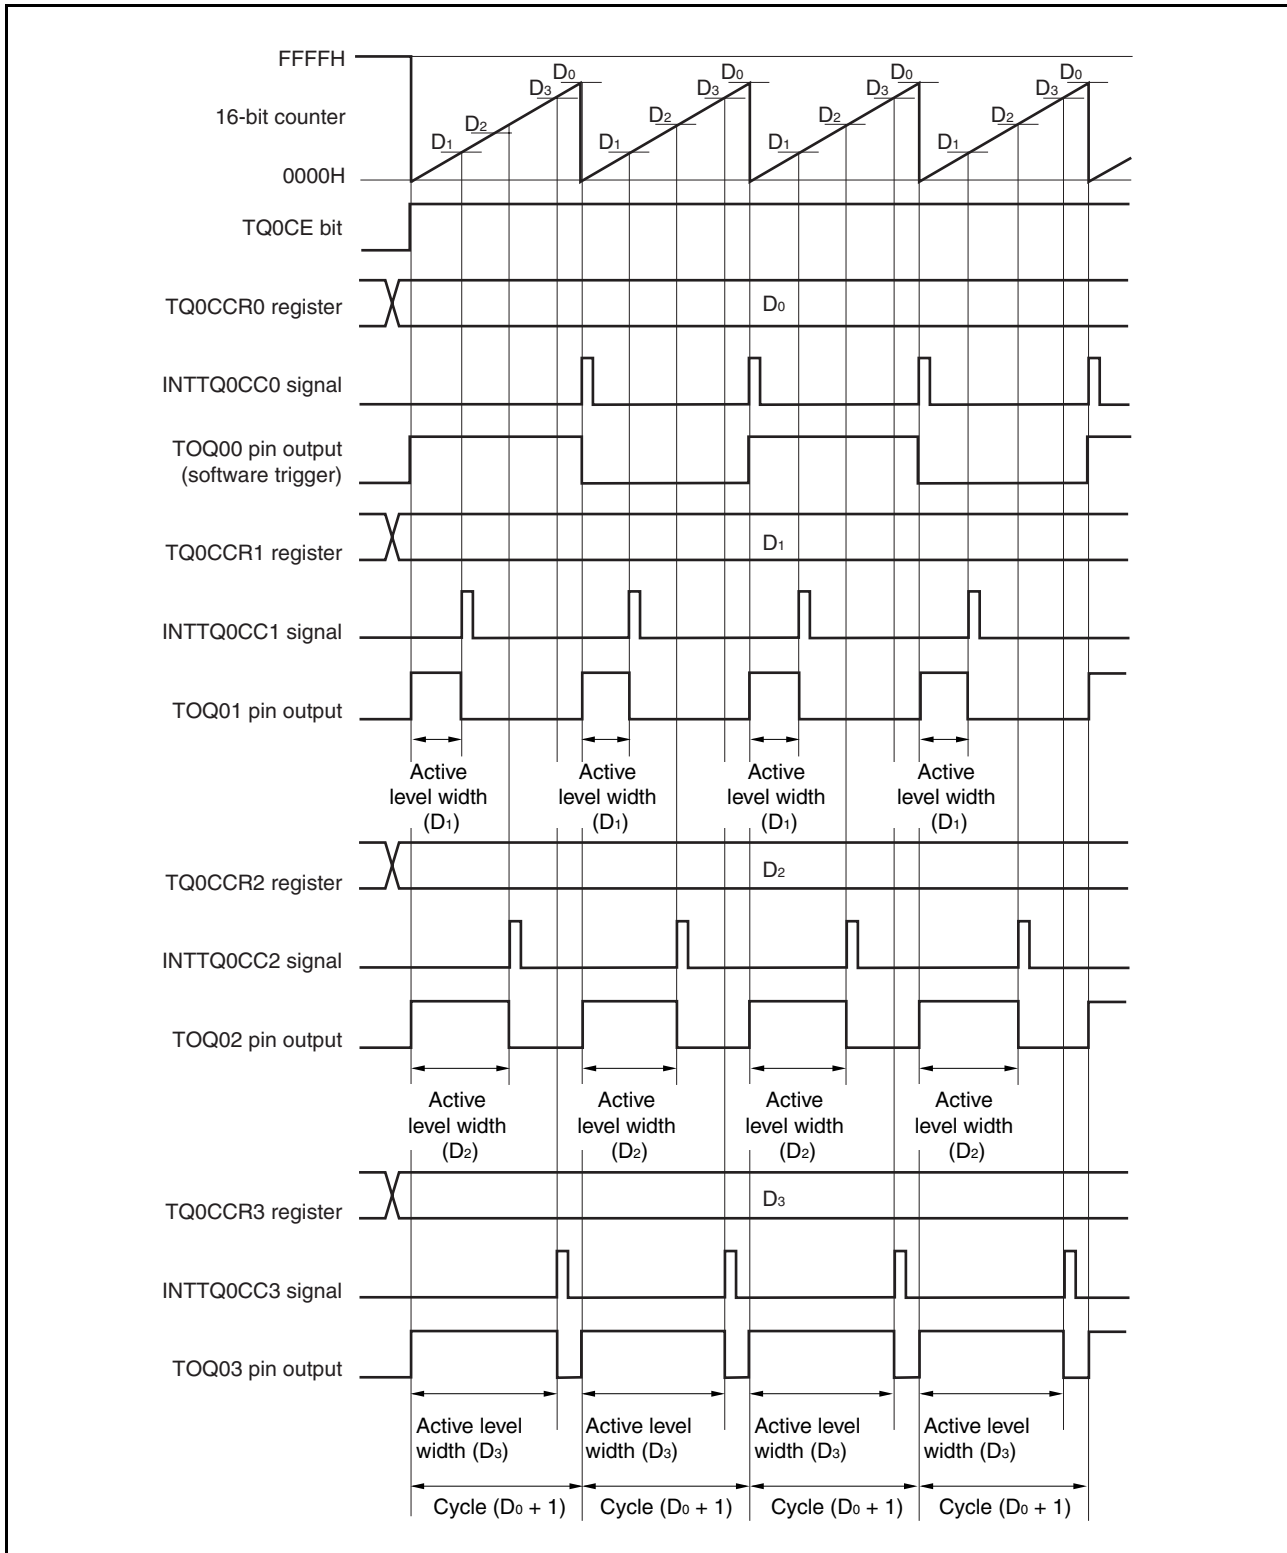 FFFFH
D0 D0 D0 D0
D3 D3 D3 D3
16-bit counter
D2 D2 D2 D2
D1 D1 D1 D1
0000H
TQ0CE bit
TQ0CCR0 register
D0
INTTQ0CC0 signal
TOQ00 pin output
(software trigger)
TQ0CCR1 register
D1
INTTQ0CC1 signal
TOQ01 pin output
Active Active Active Active
level width level width level width level width
(D1) (D1) (D1) (D1)
TQ0CCR2 register
D2
INTTQ0CC2 signal
TOQ02 pin output
Active Active Active Active
level width level width level width level width
(D2) (D2) (D2) (D2)
TQ0CCR3 register
D3
INTTQ0CC3 signal
TOQ03 pin output
Active level Active level Active level Active level
width (D3) width (D3) width (D3) width (D3)
Cycle (D0 + 1) Cycle (D0 + 1) Cycle (D0 + 1) Cycle (D0 + 1)